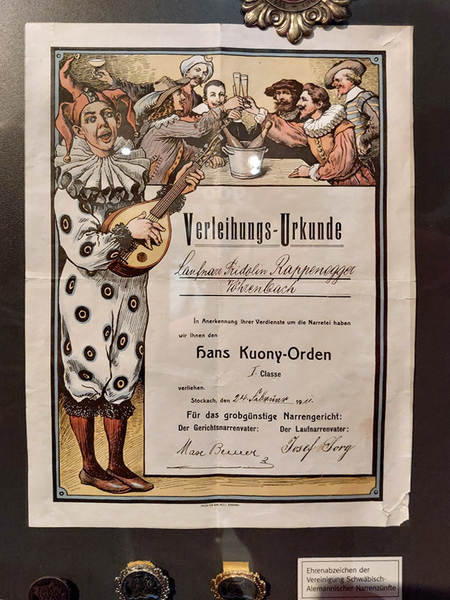 Verleihungs-Urkunde
Laufnarr Fridolin Rappenegger
Vöhrenbach
In Anerkennung Ihrer Verdienste um die Narretei haben
wir Ihnen den
Hans Kuony-Orden
I. Classe
verliehen.
Stockach, den 24 Februar 1911.
Für das grobgünstige Narrengericht:
Der Gerichtsnarrenvater: Der Laufnarrenvater:
Josef Sorg
Ehrenabzeichen der
Vereinigung Schwäbisch-
Alemannischer Narrenzünfte